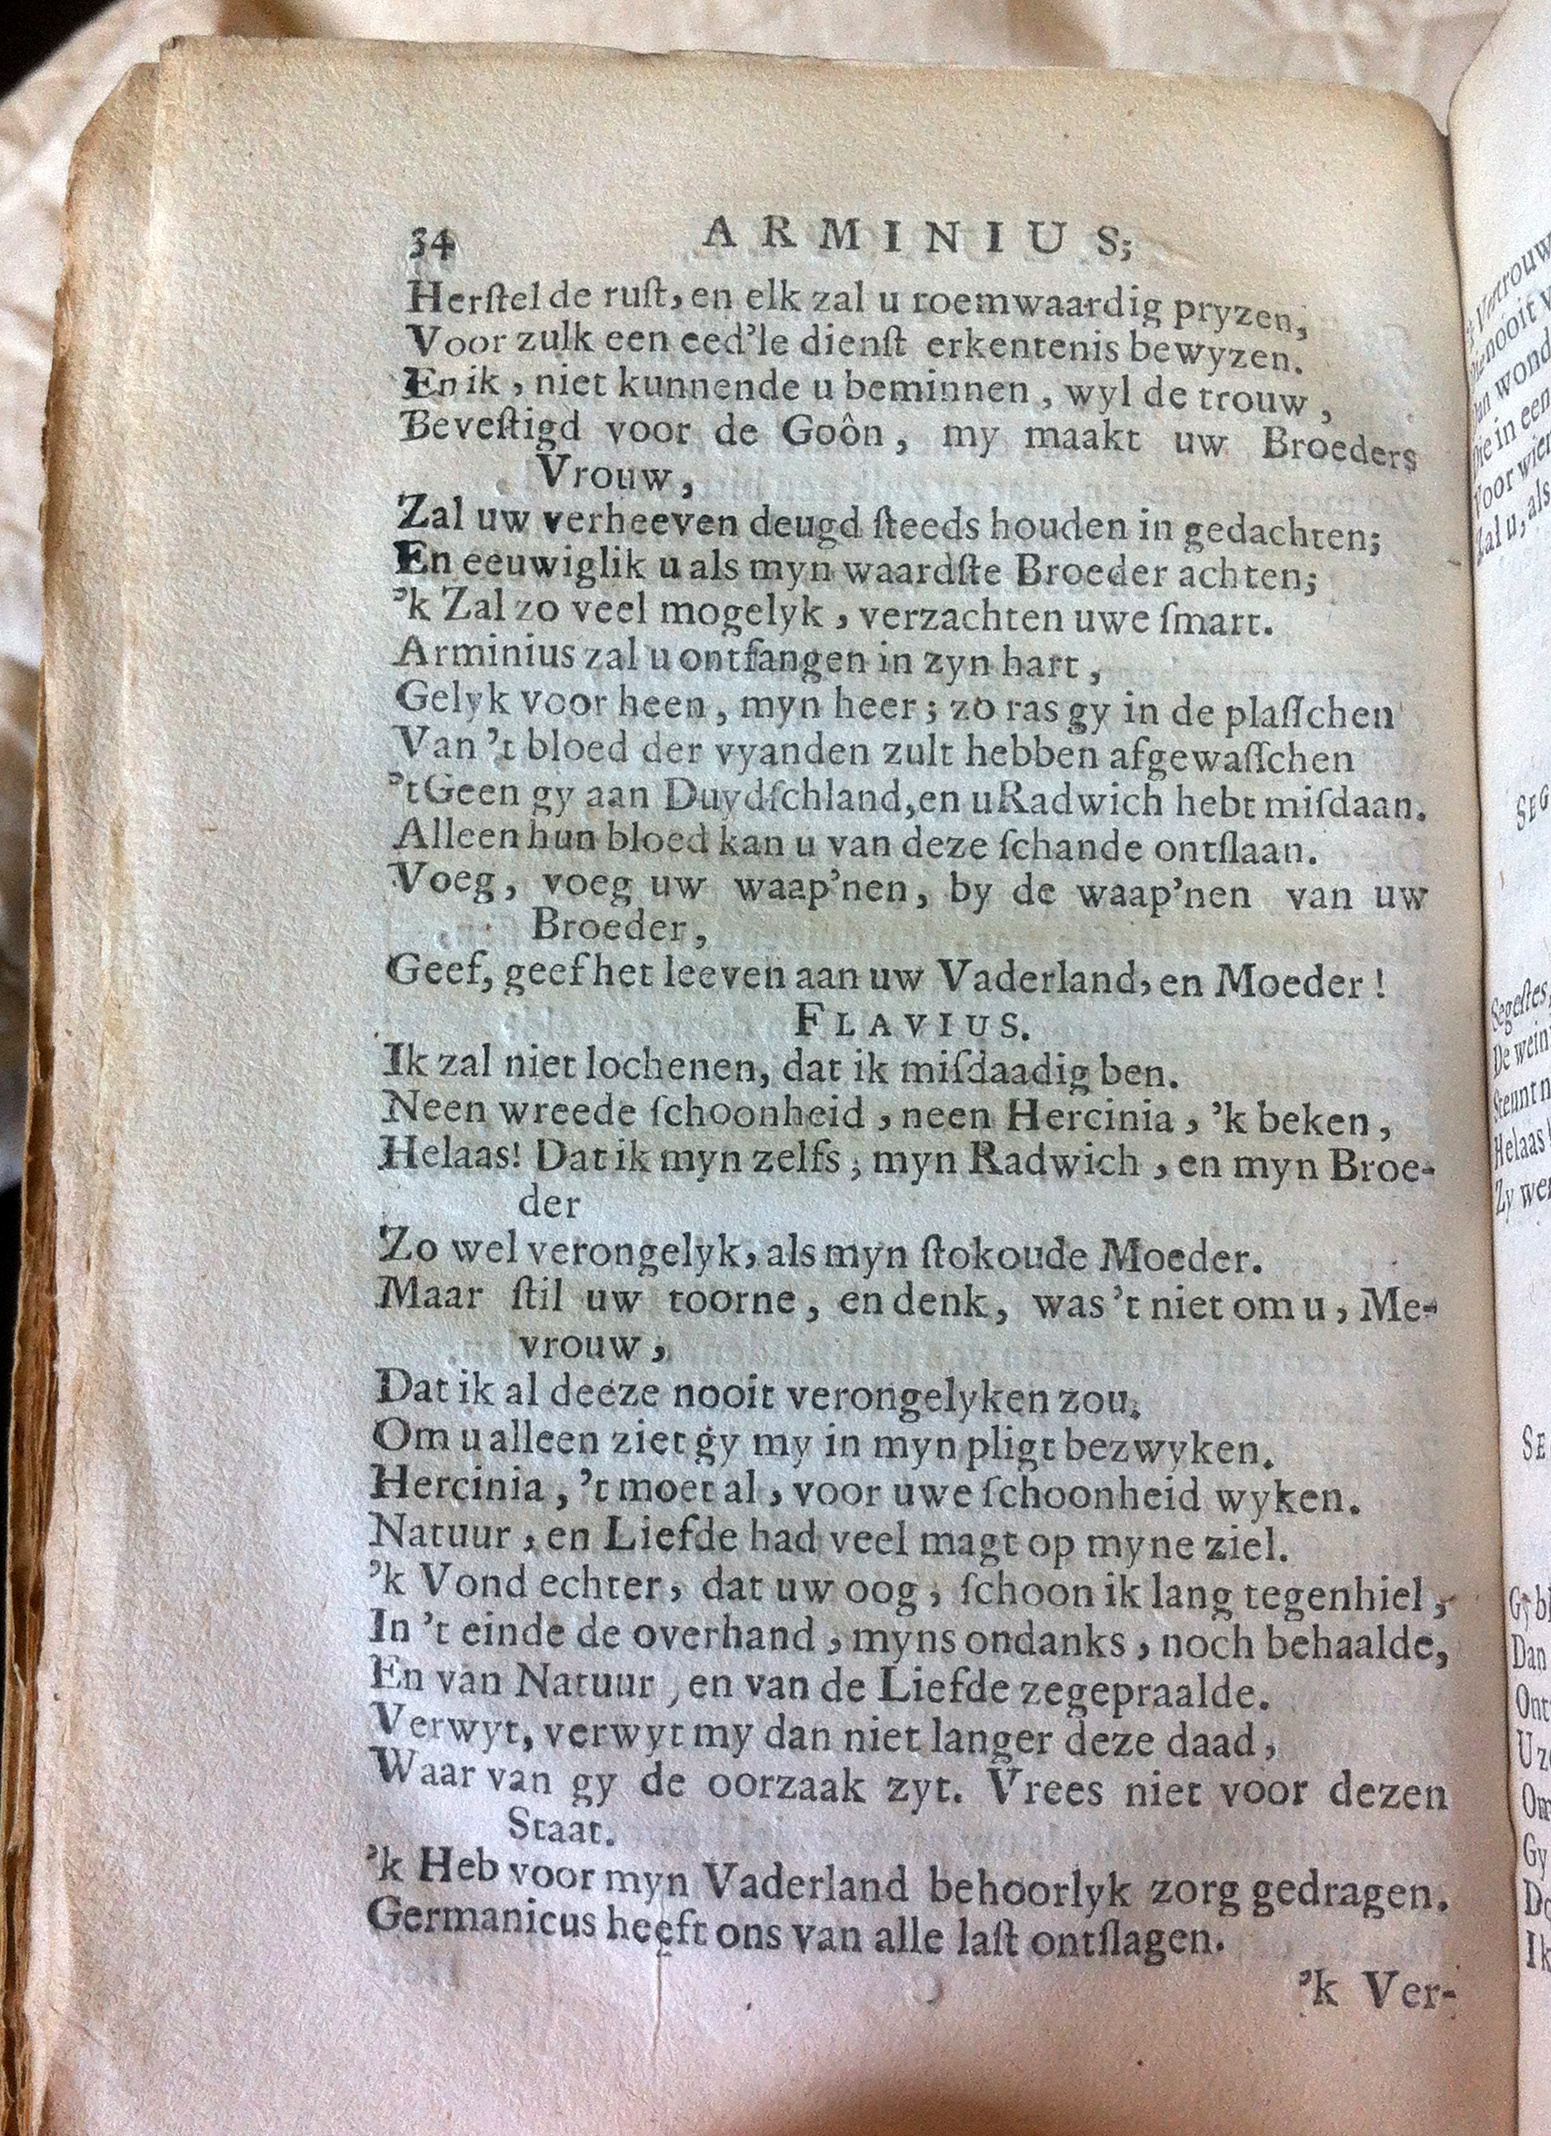 34 ARMINIUS;
Herſtel de ruſt, en elk zal u roemwaardig pryzen,
Voor zulk een eed’le dienſt erkentenis bewyzen.
En ik, niet kunnende u beminnen, wyl de trouw,
Beveſtigd voor de Goôn, my maakt uw Broeders
Vrouw,
Zal uw verheeven deugd ſteeds houden in gedachten;
En eeuwiglik u als myn waardſte Broeder achten;
’k Zal zo veel mogelyk, verzachten uwe ſmart.
Arminius zal u ontfangen in zyn hart,
Gelyk voor heen, myn heer; zo ras gy in de plaſſchen
Van ’t bloed der vyanden zult hebben afgewaſſchen
’t Geen gy aan Duydſchland, en u Radwich hebt miſdaan.
Alleen hun bloed kan u van deze ſchande ontſlaan.
Voeg, voeg uw waap’nen, by de waap’nen van uw
Broeder,
Geef, geef het leeven aan uw Vaderland, en Moeder!
FLAVIUS.
Ik zal niet lochenen, dat ik miſdaadig ben.
Neen wreede ſchoonheid, neen Hercinia, ’k beken,
Helaas! Dat ik myn zelfs; myn Radwich, en myn Broe-
der
Zo wel verongelyk, als myn ſtokoude Moeder.
Maar ſtil uw toorne, en denk, was ’t niet om u, Me-
vrouw,
Dat ik al deeze nooit verongelyken zou.
Om u alleen ziet gy my in myn pligt bezwyken.
Hercinia, ’t moet al, voor uwe ſchoonheid wyken.
Natuur, en Liefde had veel magt op myne ziel.
’k Vond echter, dat uw oog, ſchoon ik lang tegenhiel,
In ’t einde de overhand, myns ondanks, noch behaalde,
En van Natuur, en van de Liefde zegepraalde.
Verwyt, verwyt my dan niet langer deze daad,
Waar van gy de oorzaak zyt. Vrees niet voor dezen
Staat.
’k Heb voor myn Vaderland behoorlyk zorg gedragen.
Germanicus heeft ons van alle laſt ontſlagen.
’k Ver-